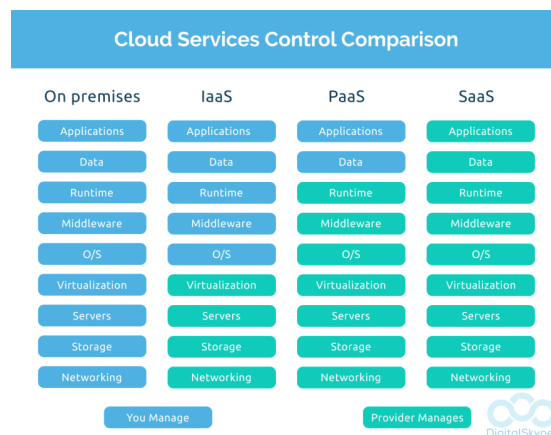 Cloud Services Control Comparison
On premises IaaS PaaS SaaS
Applications Applications Applications Applications
Data Data Data Data
Runtime Runtime Runtime Runtime
Middleware Middleware Middleware Middleware
O/S O/S O/S O/S
Virtualization Virtualization Virtualization Virtualization
Servers Servers Servers Servers
Storage Storage Storage Storage
Networking Networking Networking Networking
You Manage Provider Manages